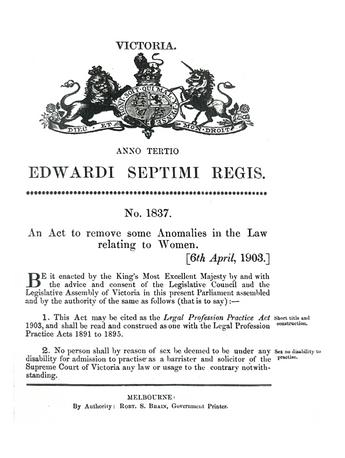 VICTORIA.
HONI SOIT QUI MAL Y PENSE
DIEU ET MON DROIT
ANNO TERTIO
EDWARDI SEPTIMI REGIS.
No. 1837.
An Act to remove some Anomalies in the Law
relating to Women.
[6th April, 1903.]
BE it enacted by the King's Most Excellent Majesty by and with
the advice and consent of the Legislative Council and the
Legislative Assembly of Victoria in this present Parliament assembled
and by the authority of the same as follows (that is to say):—
1. This Act may be cited as the Legal Profession Practice Act
1903, and shall be read and construed as one with the Legal Profession
Practice Acts 1891 to 1895.
Short title and
construction.
2. No person shall by reason of sex be deemed to be under any
disability for admission to practise as a barrister and solicitor of the
Supreme Court of Victoria any law or usage to the contrary notwith-
standing.
Sex no disability to
practise.
MELBOURNE:
By Authority: ROBT. S. BRAIN, Government Printer.